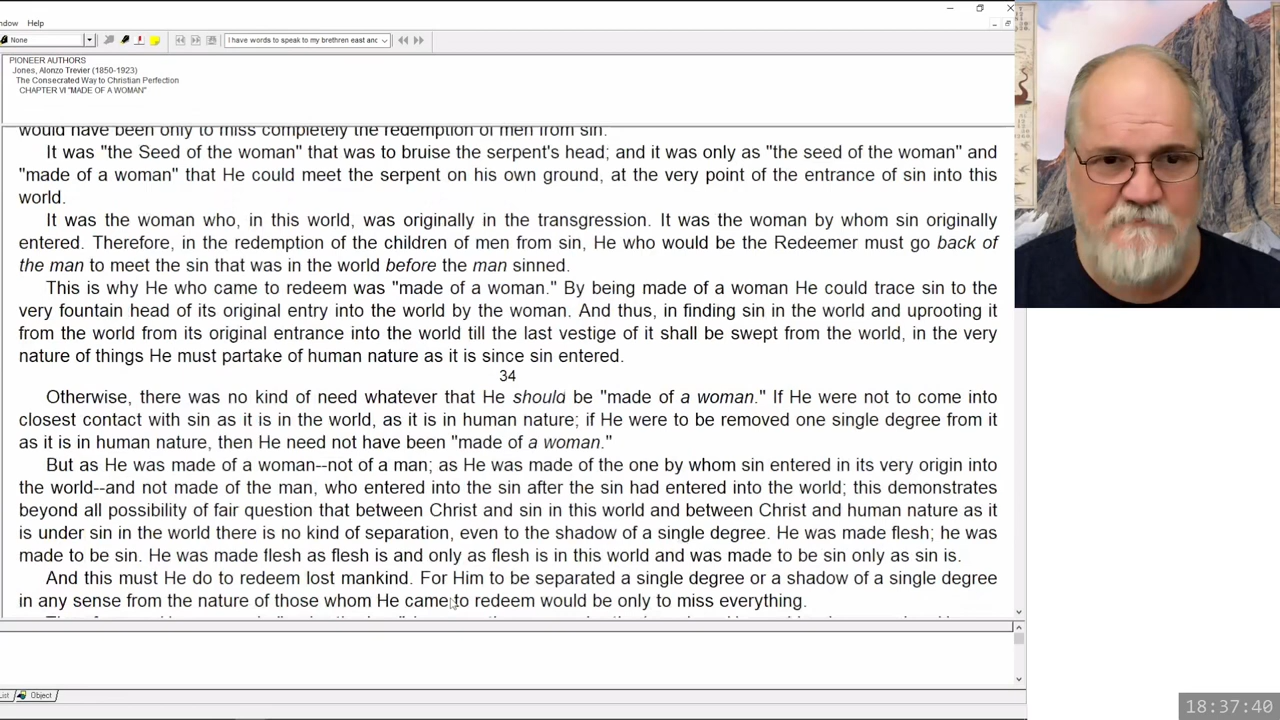 ndow Help
None
I have words to speak to my brethren east and
PIONEER AUTHORS
Jones, Alonzo Trevier (1850-1923)
The Consecrated Way to Christian Perfection
CHAPTER VI "MADE OF A WOMAN"
would have been only to miss completely the redemption of men from sin.
It was "the Seed of the woman" that was to bruise the serpent's head; and it was only as "the seed of the woman" and
"made of a woman" that He could meet the serpent on his own ground, at the very point of the entrance of sin into this
world.
It was the woman who, in this world, was originally in the transgression. It was the woman by whom sin originally
entered. Therefore, in the redemption of the children of men from sin, He who would be the Redeemer must go back of
the man to meet the sin that was in the world before the man sinned.
This is why He who came to redeem was "made of a woman." By being made of a woman He could trace sin to the
very fountain head of its original entry into the world by the woman. And thus, in finding sin in the world and uprooting it
from the world from its original entrance into the world till the last vestige of it shall be swept from the world, in the very
nature of things He must partake of human nature as it is since sin entered.
34
Otherwise, there was no kind of need whatever that He should be "made of a woman." If He were not to come into
closest contact with sin as it is in the world, as it is in human nature; if He were to be removed one single degree from it
as it is in human nature, then He need not have been "made of a woman."
But as He was made of a woman--not of a man; as He was made of the one by whom sin entered in its very origin into
the world--and not made of the man, who entered into the sin after the sin had entered into the world; this demonstrates
beyond all possibility of fair question that between Christ and sin in this world and between Christ and human nature as it
is under sin in the world there is no kind of separation, even to the shadow of a single degree. He was made flesh; he was
made to be sin. He was made flesh as flesh is and only as flesh is in this world and was made to be sin only as sin is.
And this must He do to redeem lost mankind. For Him to be separated a single degree or a shadow of a single degree
in any sense from the nature of those whom He came to redeem would be only to miss everything.
List Object
18:37:40